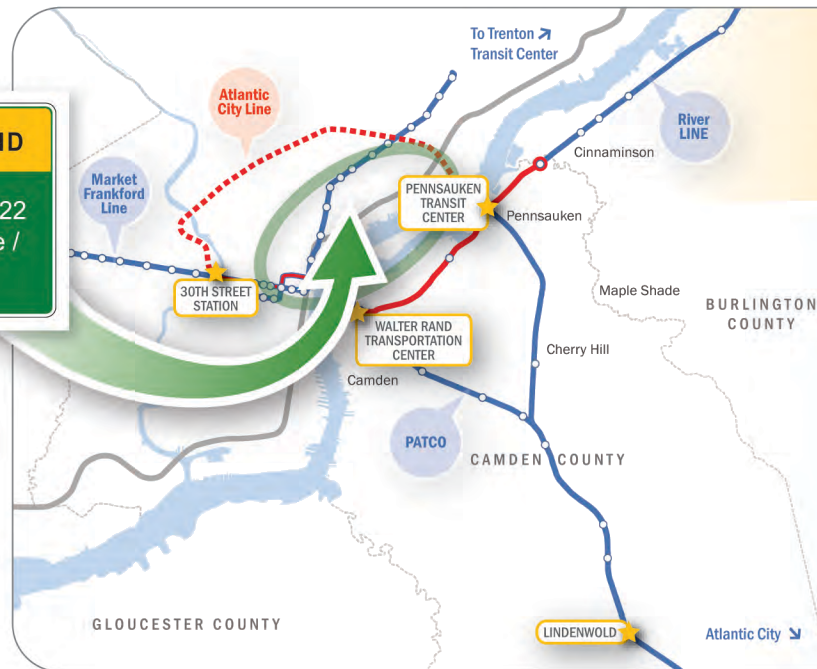 To Trenton ↗
Transit Center
Atlantic
City Line
River
LINE
Cinnaminson
Market
Frankford
Line
PENNSAUKEN
TRANSIT
CENTER
Pennsauken
22
/
30TH STREET
STATION
Maple Shade
BURLINGTON
COUNTY
WALTER RAND
TRANSPORTATION
CENTER
Cherry Hill
Camden
PATCO
CAMDEN COUNTY
GLOUCESTER COUNTY
LINDENWOLD
Atlantic City ↘